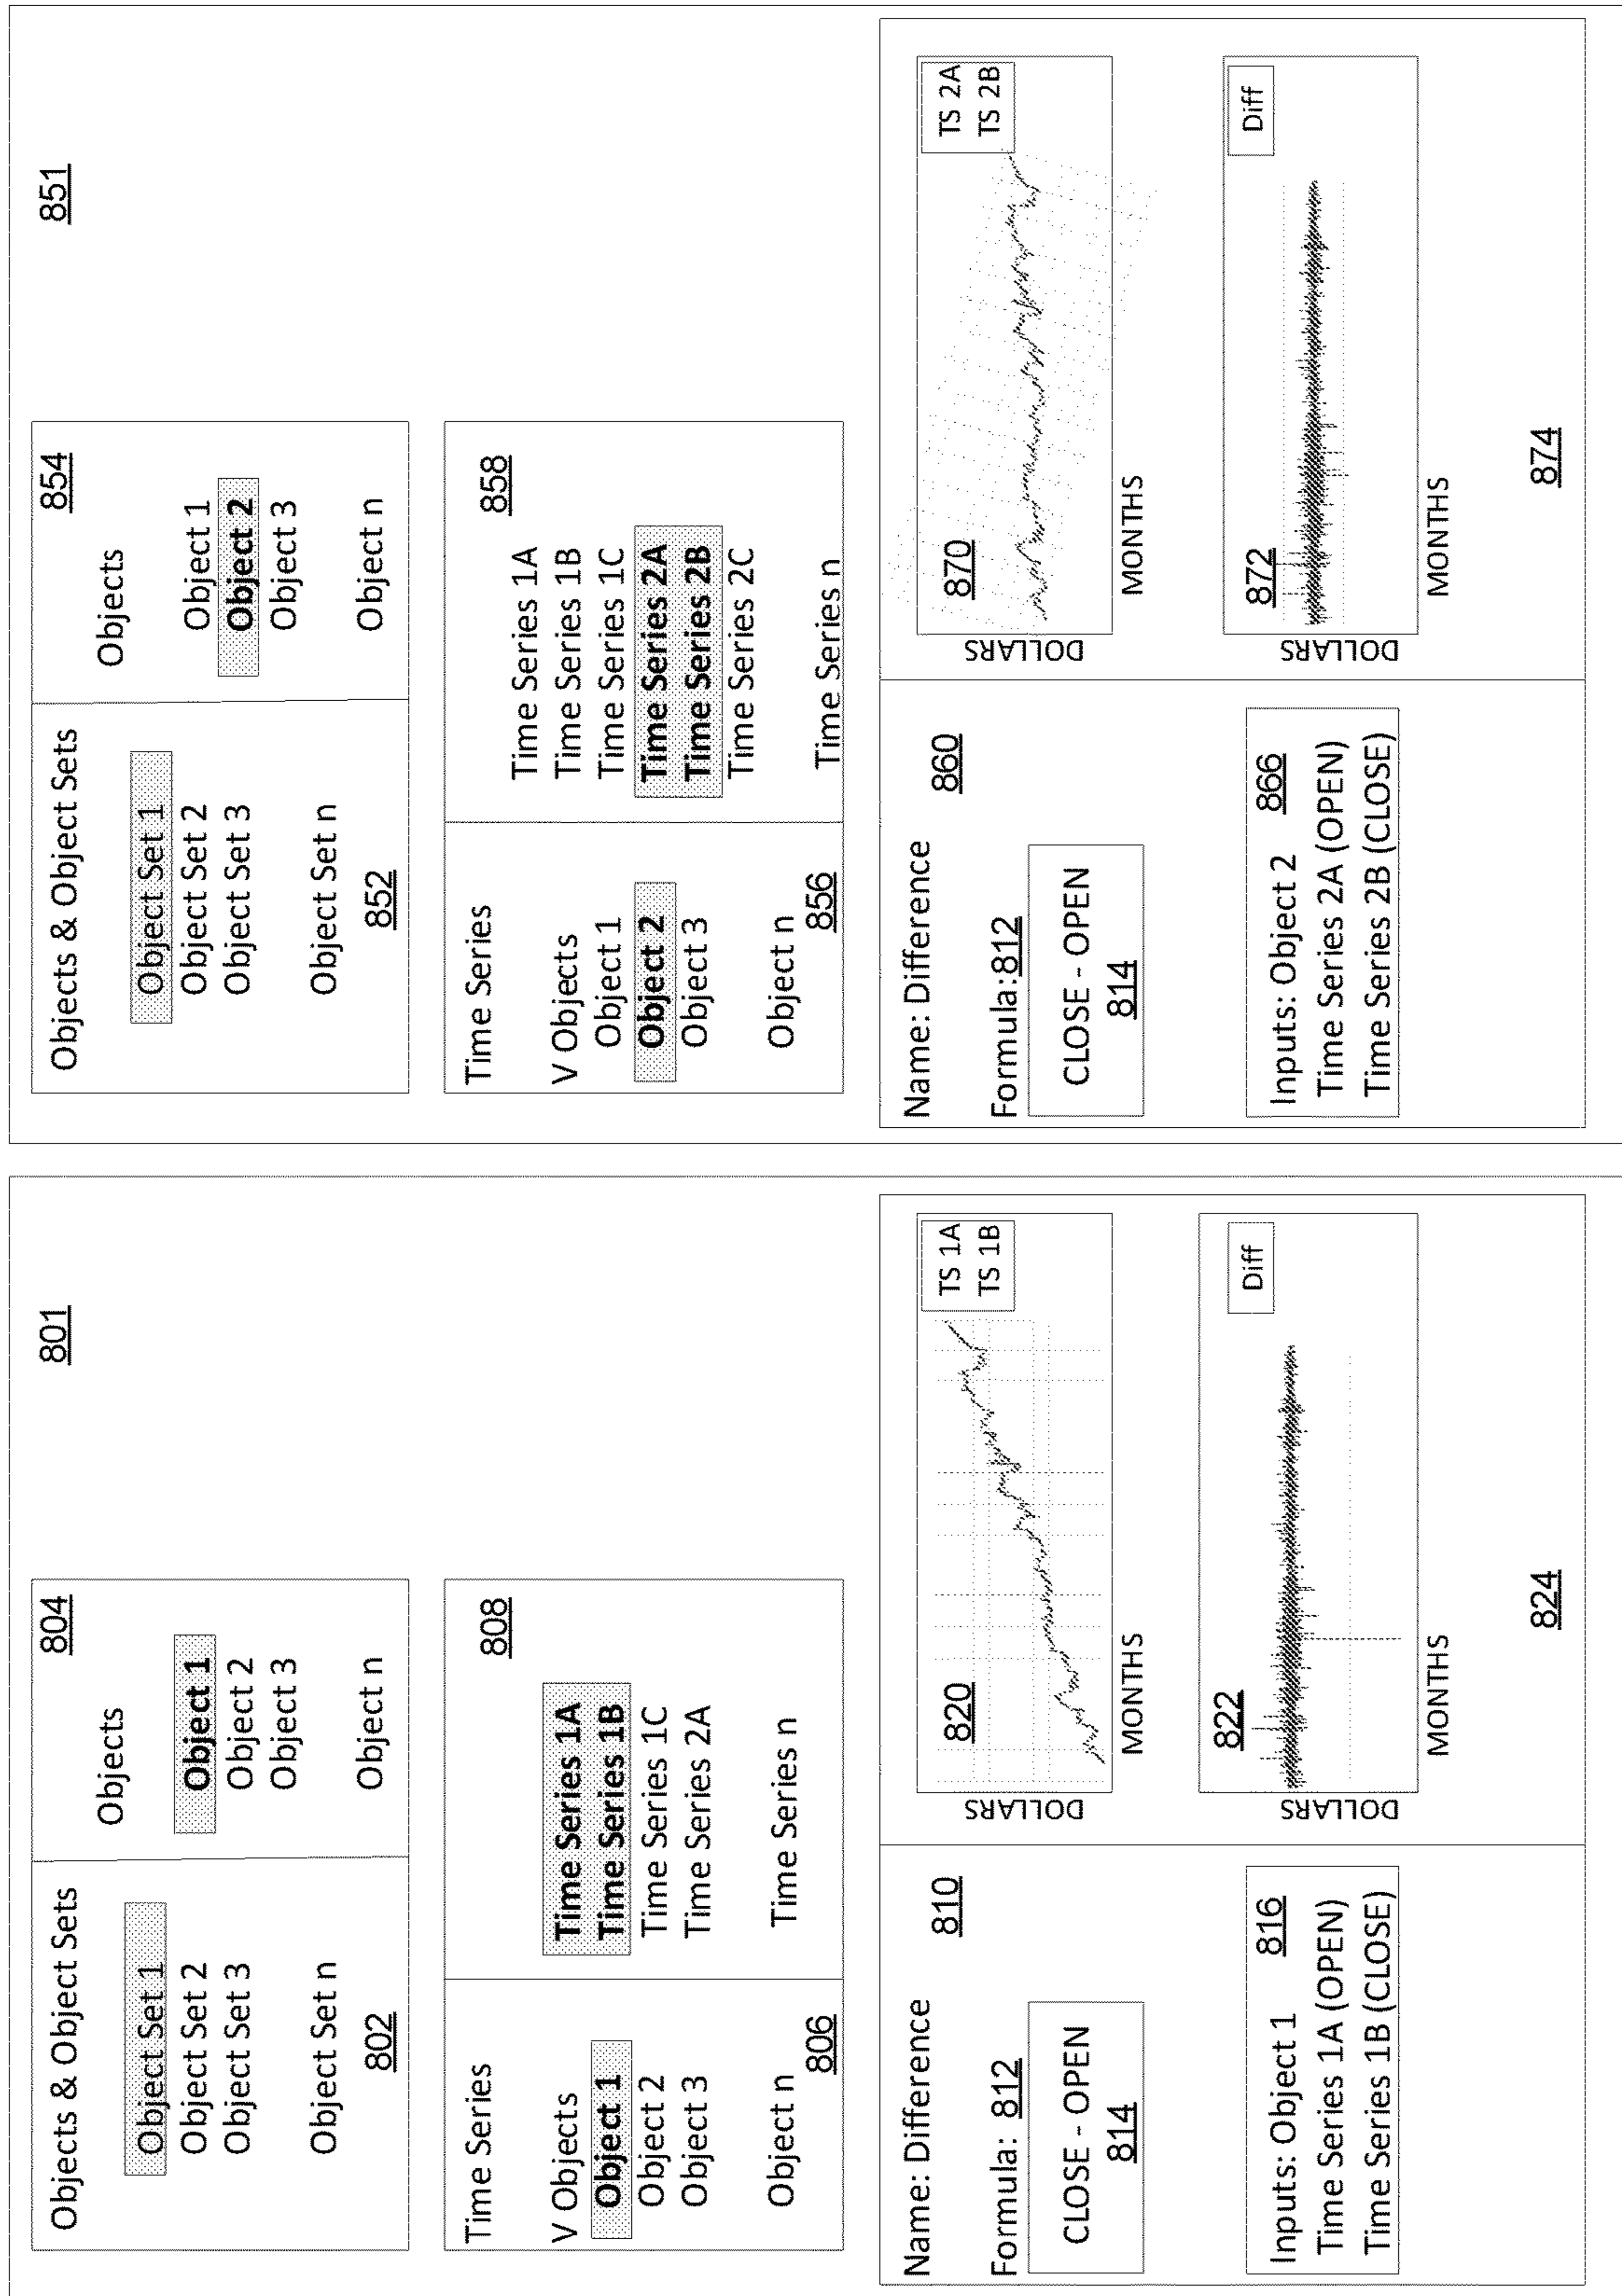 801
Objects & Object Sets
Object Set 1
Object Set 2
Object Set 3
Object Set n
802
804
Objects
Object 1
Object 2
Object 3
Object n
Time Series
V Objects
Object 1
Object 2
Object 3
Object n
806
808
Time Series 1A
Time Series 1B
Time Series 1C
Time Series 2A
Time Series n
Name: Difference
810
Formula: 812
CLOSE - OPEN
814
Inputs: Object 1 816
Time Series 1A (OPEN)
Time Series 1B (CLOSE)
820
TS 1A
TS 1B
DOLLARS
MONTHS
822
Diff
DOLLARS
MONTHS
824
851
Objects & Object Sets
Object Set 1
Object Set 2
Object Set 3
Object Set n
852
854
Objects
Object 1
Object 2
Object 3
Object n
Time Series
V Objects
Object 1
Object 2
Object 3
Object n
856
858
Time Series 1A
Time Series 1B
Time Series 1C
Time Series 2A
Time Series 2B
Time Series 2C
Time Series n
Name: Difference
860
Formula:812
CLOSE - OPEN
814
Inputs: Object 2 866
Time Series 2A (OPEN)
Time Series 2B (CLOSE)
870
TS 2A
TS 2B
DOLLARS
MONTHS
872
Diff
DOLLARS
MONTHS
874